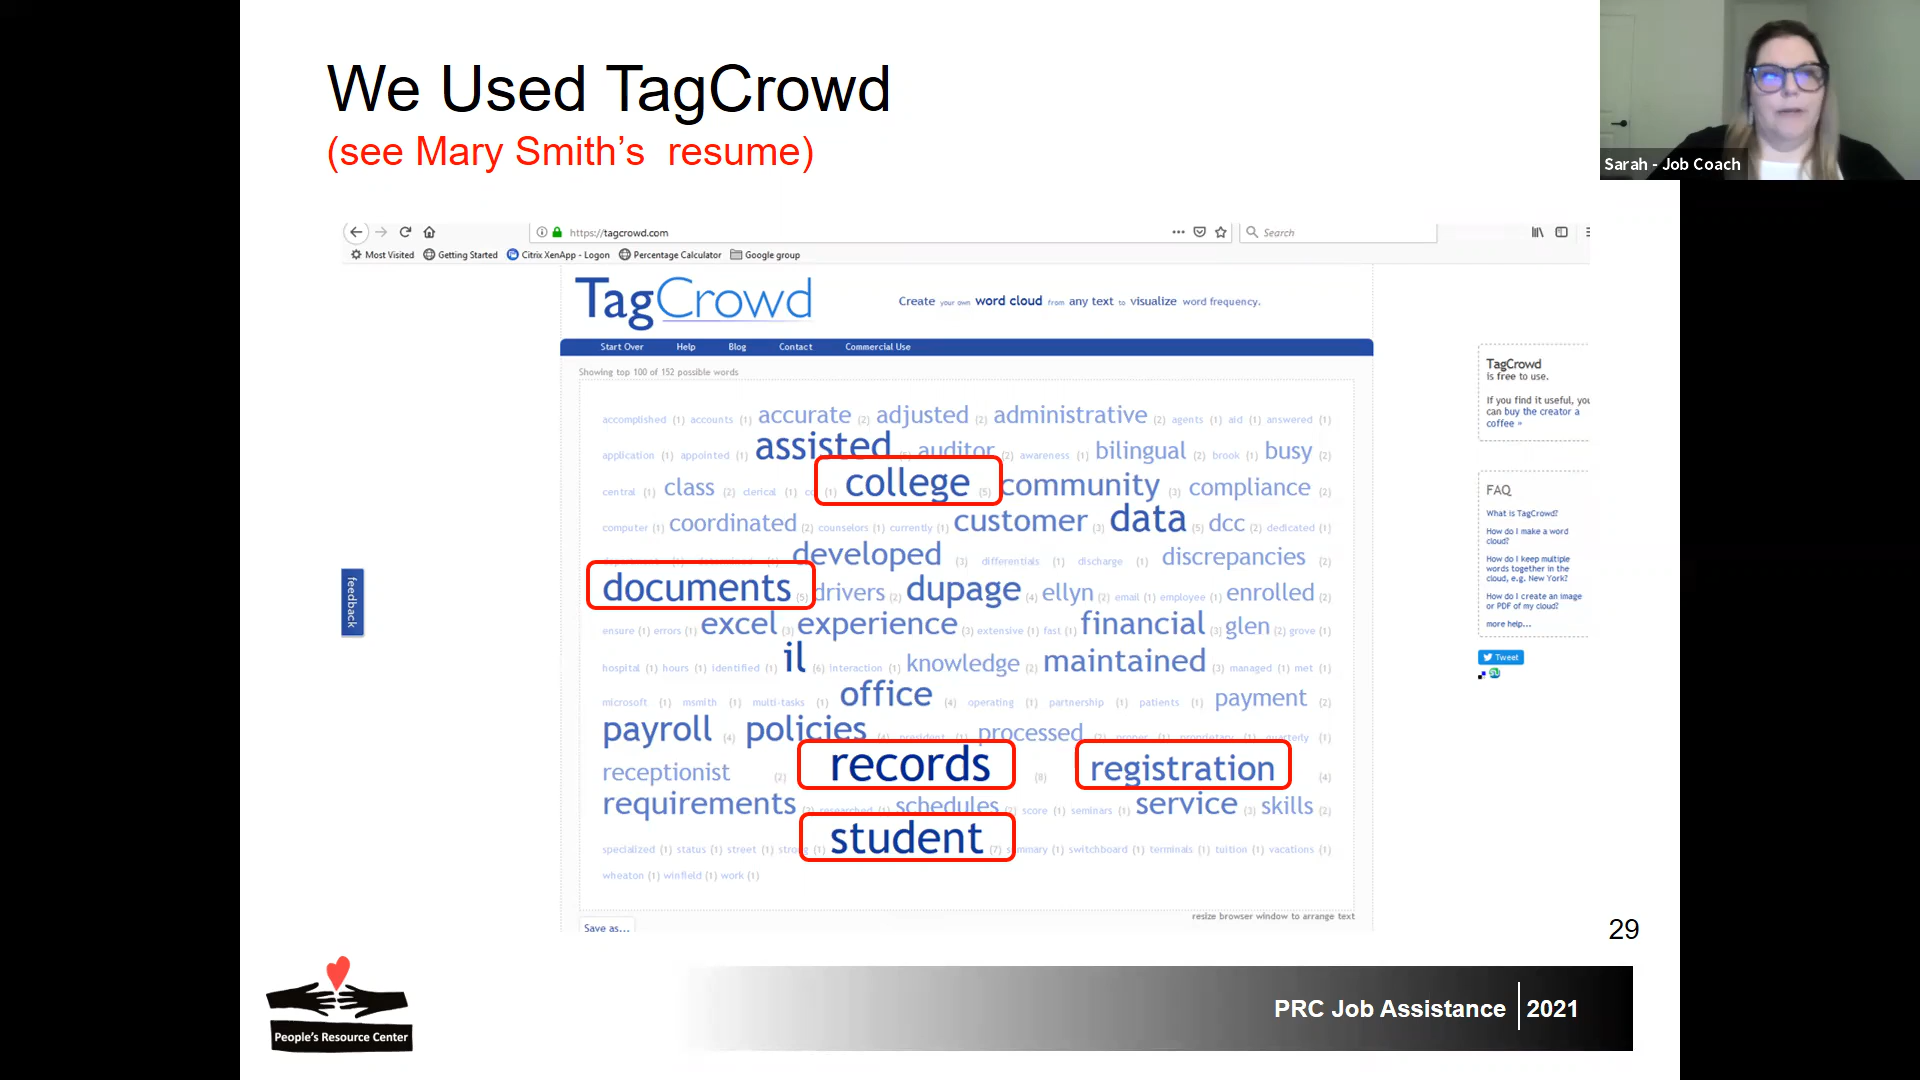 We Used TagCrowd
(see Mary Smith's resume)
Sarah - Job Coach
https://tagcrowd.com
Search
Most Visited Getting Started Citrix XenApp - Logon Percentage Calculator Google group
TagCrowd
Create your own word cloud from any text to visualize word frequency.
Start Over Help Blog Contact Commercial Use
Showing top 100 of 152 possible words
accomplished (1) accounts (1) accurate (2) adjusted (2) administrative (2) agents (1) aid (1) answered (1)
application (1) appointed (1) assisted (5) auditor (2) awareness (1) bilingual (2) brook (1) busy (2)
central (1) class (2) clerical (1) (1) college (5) community (3) compliance (2)
computer (1) coordinated (2) counselors (1) currently (1) customer (3) data (5) dcc (2) dedicated (1)
developed (3) differentials (1) discharge (1) discrepancies (2)
documents (5) drivers (2) dupage (4) ellyn (2) email (1) employee (1) enrolled (2)
ensure (1) errors (1) excel (3) experience (3) extensive (1) fast (1) financial (3) glen (2) grove (1)
hospital (1) hours (1) identified (1) il (6) interaction (1) knowledge (2) maintained (3) managed (1) met (1)
microsoft (1) msmith (1) multi-tasks (1) office (4) operating (1) partnership (1) patients (1) payment (2)
payroll (4) policies (4) president (1) processed (2) proper (1) proprietary (1) quarterly (1)
receptionist (2) records (8) registration (4)
requirements researched (1) schedules (2) score (1) seminars (1) service (3) skills (2)
specialized (1) status (1) street (1) strong (1) student (7) summary (1) switchboard (1) terminals (1) tuition (1) vacations (1)
wheaton (1) winfield (1) work (1)
resize browser window to arrange text
Save as...
feedback
TagCrowd
is free to use.
If you find it useful, you
can buy the creator a
coffee »
FAQ
What is TagCrowd?
How do I make a word
cloud?
How do I keep multiple
words together in the
cloud, e.g. New York?
How do I create an image
or PDF of my cloud?
more help...
Tweet
29
People's Resource Center
PRC Job Assistance 2021